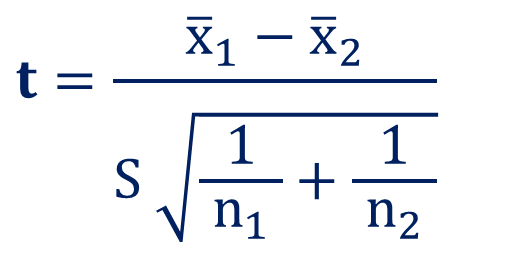 t = (x̄₁ − x̄₂) / (S √(1/n₁ + 1/n₂))